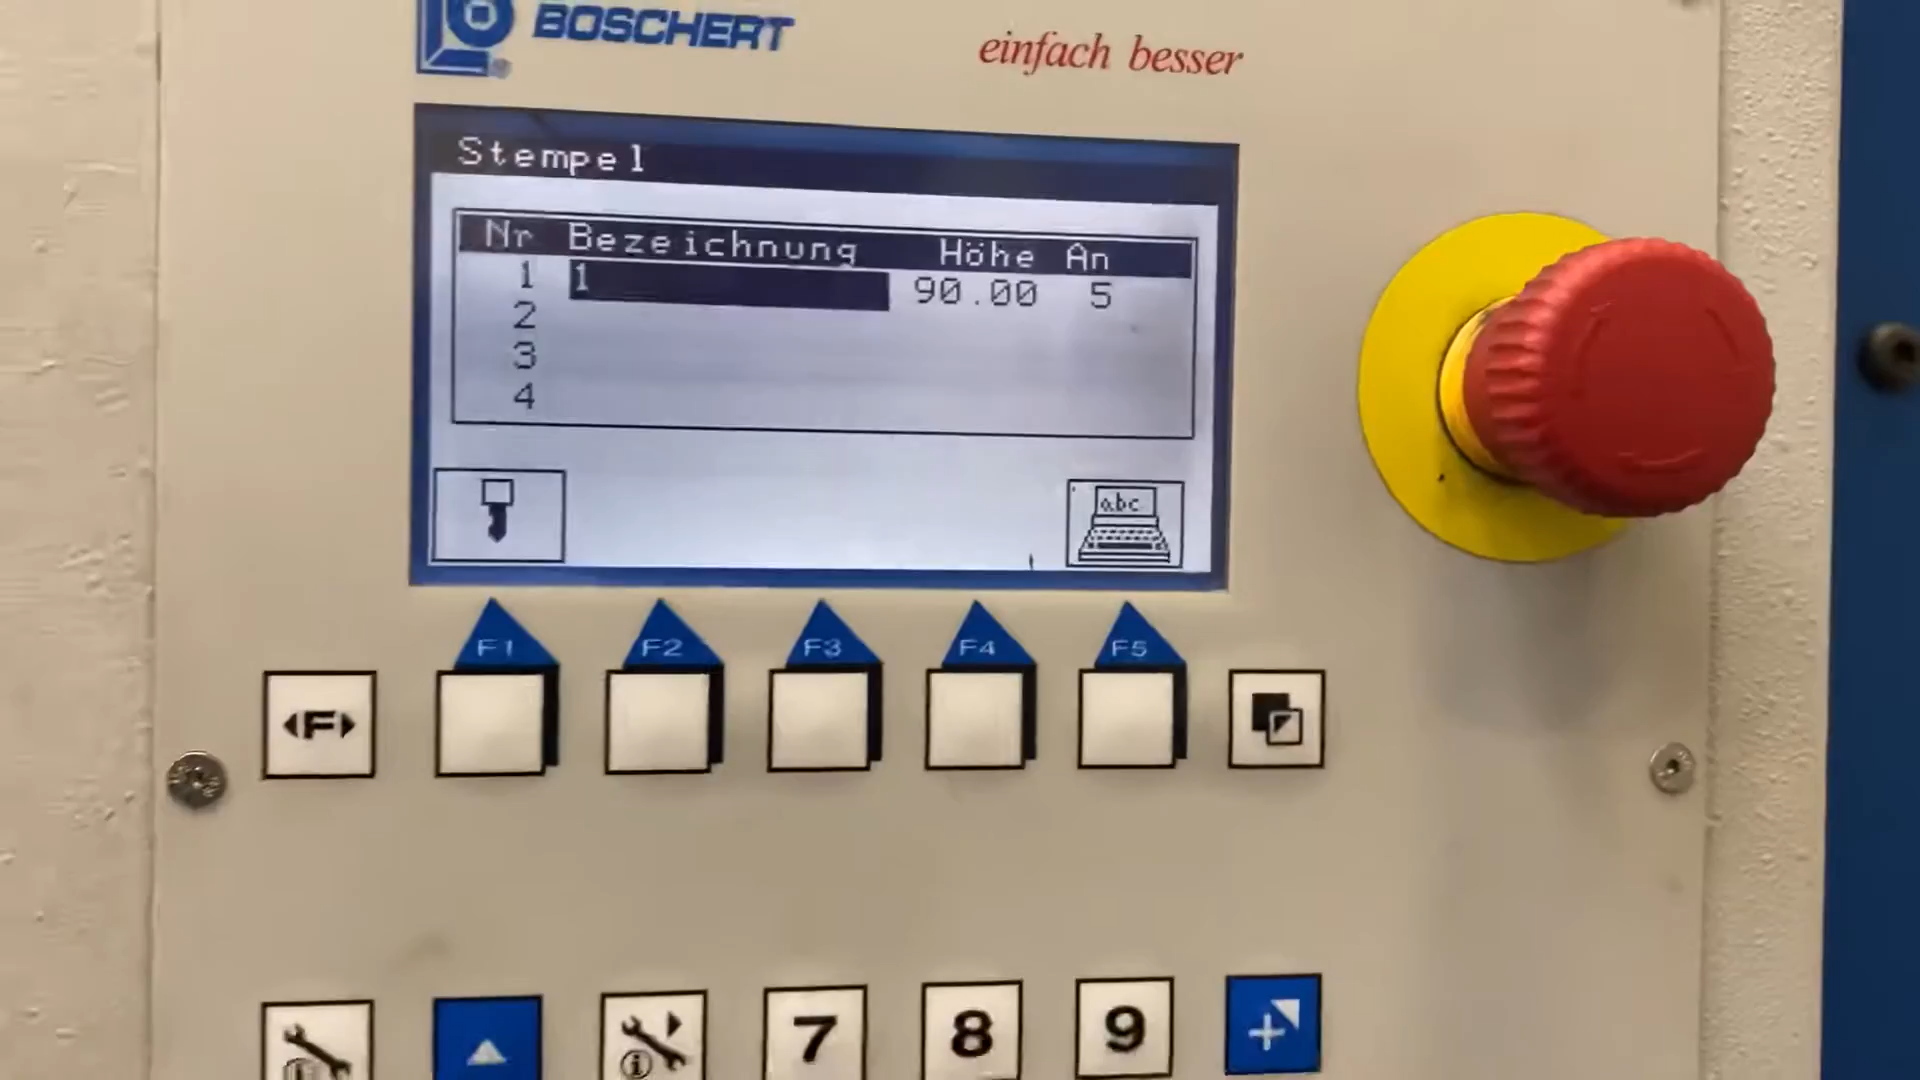 BOSCHERT
einfach besser
Stempel
Nr Bezeichnung Höhe An
1 1 90.00 5
2
3
4
abc
F1 F2 F3 F4 F5
F
7 8 9